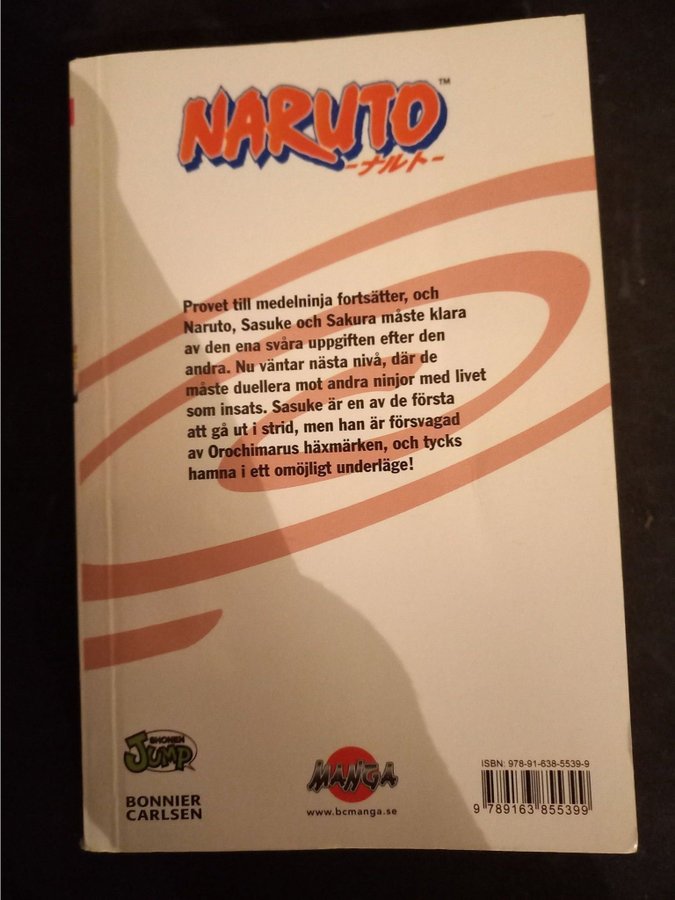 NARUTO™
-ナルト-
Provet till medelninja fortsätter, och
Naruto, Sasuke och Sakura måste klara
av den ena svåra uppgiften efter den
andra. Nu väntar nästa nivå, där de
måste duellera mot andra ninjor med livet
som insats. Sasuke är en av de första
att gå ut i strid, men han är försvagad
av Orochimarus häxmärken, och tycks
hamna i ett omöjligt underläge!
SHONEN
JUMP
BONNIER
CARLSEN
MANGA
www.bcmanga.se
ISBN: 978-91-638-5539-9
9 789163 855399